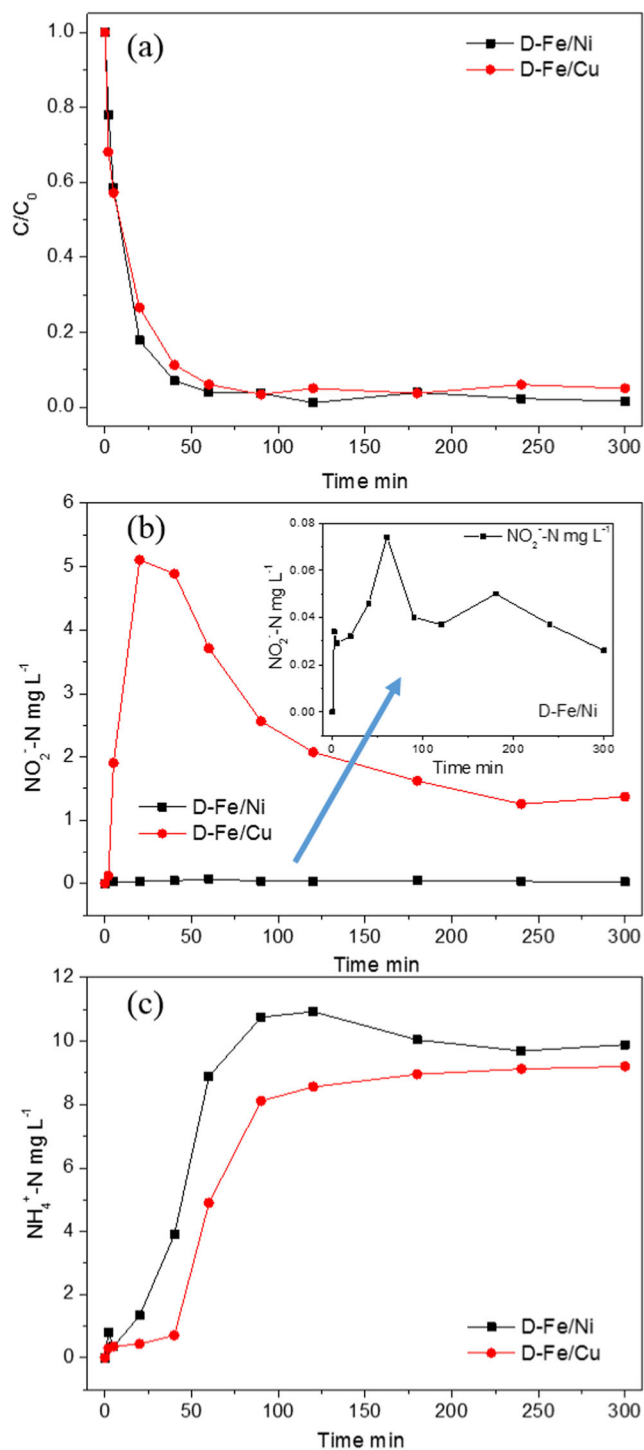 (a)
D-Fe/Ni
D-Fe/Cu
1.0
0.8
0.6
0.4
0.2
0.0
C/C₀
0 50 100 150 200 250 300
Time min
(b)
6
5
4
3
2
1
0
NO₂⁻-N mg L⁻¹
D-Fe/Ni
D-Fe/Cu
NO₂⁻-N mg L⁻¹
0.08
0.06
0.04
0.02
0.00
NO₂⁻-N mg L⁻¹
D-Fe/Ni
0 100 200 300
Time min
0 50 100 150 200 250 300
Time min
(c)
12
10
8
6
4
2
0
NH₄⁺-N mg L⁻¹
D-Fe/Ni
D-Fe/Cu
0 50 100 150 200 250 300
Time min